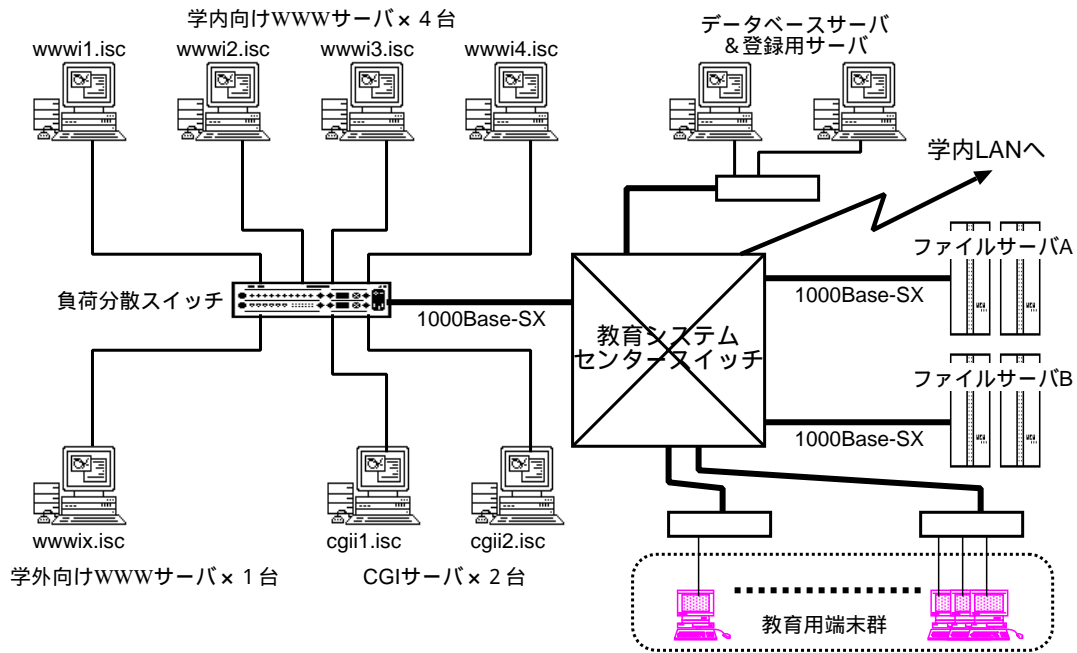 学内向けWWWサーバ×４台
wwwi1.isc
wwwi2.isc
wwwi3.isc
wwwi4.isc
データベースサーバ
＆登録用サーバ
学内LANへ
ファイルサーバA
負荷分散スイッチ
1000Base-SX
1000Base-SX
教育システム
センタースイッチ
ファイルサーバB
1000Base-SX
wwwix.isc
cgii1.isc
cgii2.isc
学外向けWWWサーバ×１台
CGIサーバ×２台
教育用端末群